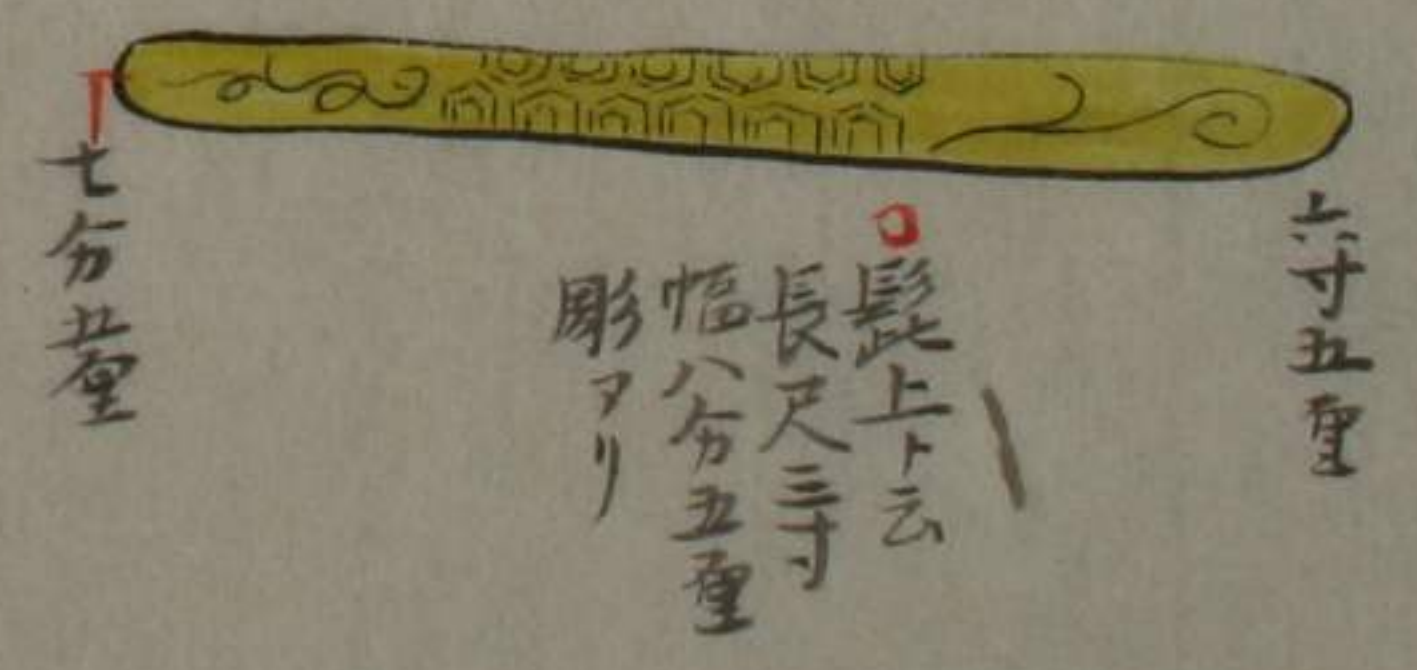 六寸五厘
髭上ト云
長尺三寸
幅八分五厘
彫アリ
七分五厘